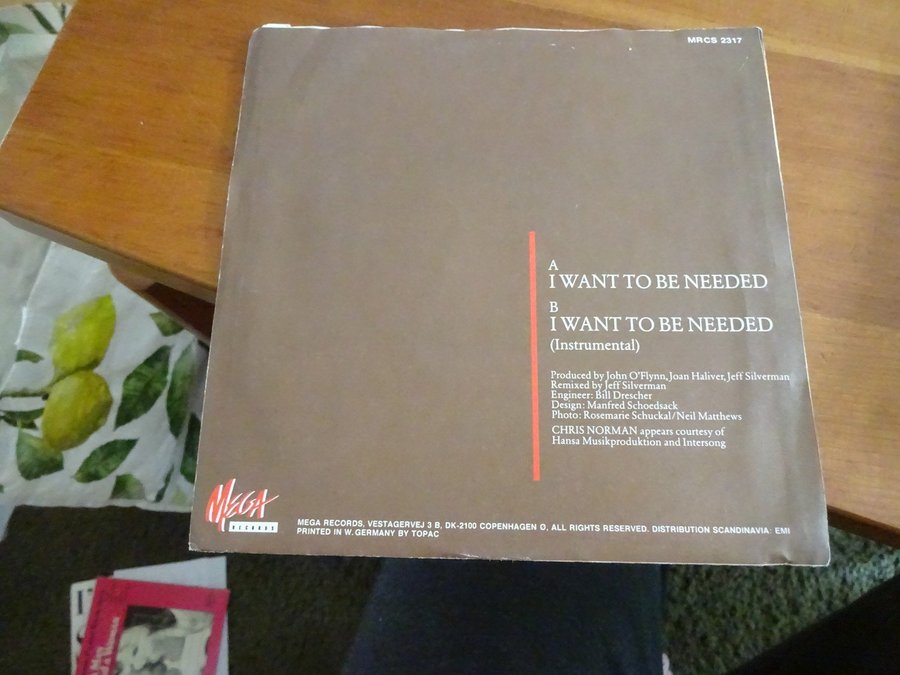 MRCS 2317
A
I WANT TO BE NEEDED
B
I WANT TO BE NEEDED
(Instrumental)
Produced by John O'Flynn, Joan Haliver, Jeff Silverman
Remixed by Jeff Silverman
Engineer: Bill Drescher
Design: Manfred Schoedsack
Photo: Rosemarie Schuckal/Neil Matthews
CHRIS NORMAN appears courtesy of
Hansa Musikproduktion and Intersong
MEGA
RECORDS
MEGA RECORDS, VESTAGERVEJ 3 B, DK-2100 COPENHAGEN Ø, ALL RIGHTS RESERVED. DISTRIBUTION SCANDINAVIA: EMI
PRINTED IN W. GERMANY BY TOPAC